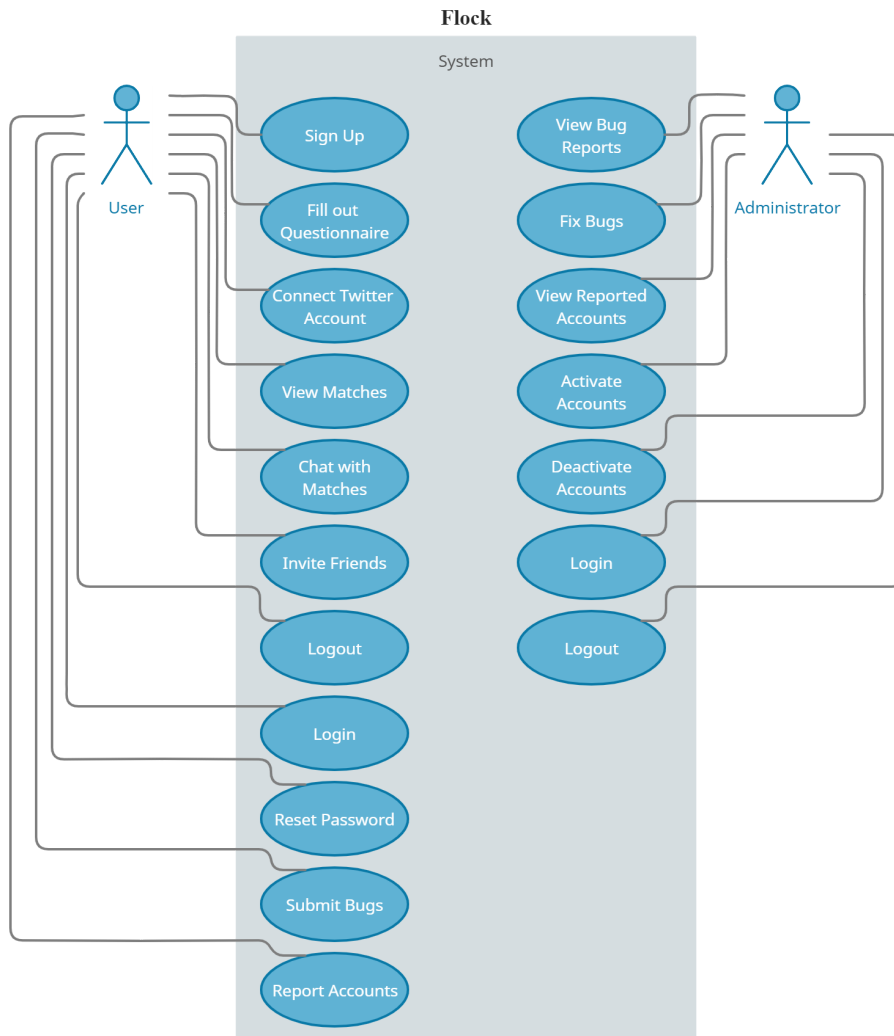 Flock
System
User
Administrator
Sign Up
Fill out
Questionnaire
Connect Twitter
Account
View Matches
Chat with
Matches
Invite Friends
Logout
Login
Reset Password
Submit Bugs
Report Accounts
View Bug
Reports
Fix Bugs
View Reported
Accounts
Activate
Accounts
Deactivate
Accounts
Login
Logout